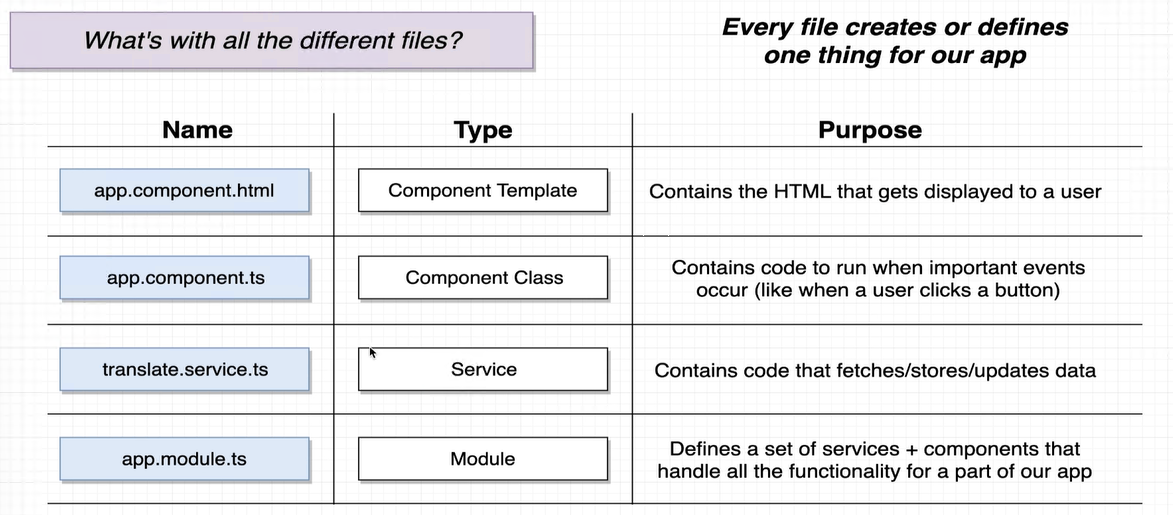 What's with all the different files?
Every file creates or defines
one thing for our app
Name
Type
Purpose
app.component.html
Component Template
Contains the HTML that gets displayed to a user
app.component.ts
Component Class
Contains code to run when important events
occur (like when a user clicks a button)
translate.service.ts
Service
Contains code that fetches/stores/updates data
app.module.ts
Module
Defines a set of services + components that
handle all the functionality for a part of our app